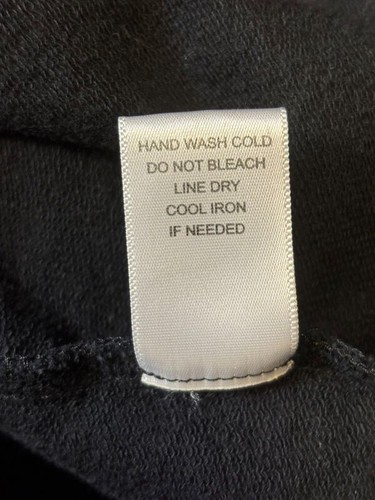 HAND WASH COLD
DO NOT BLEACH
LINE DRY
COOL IRON
IF NEEDED